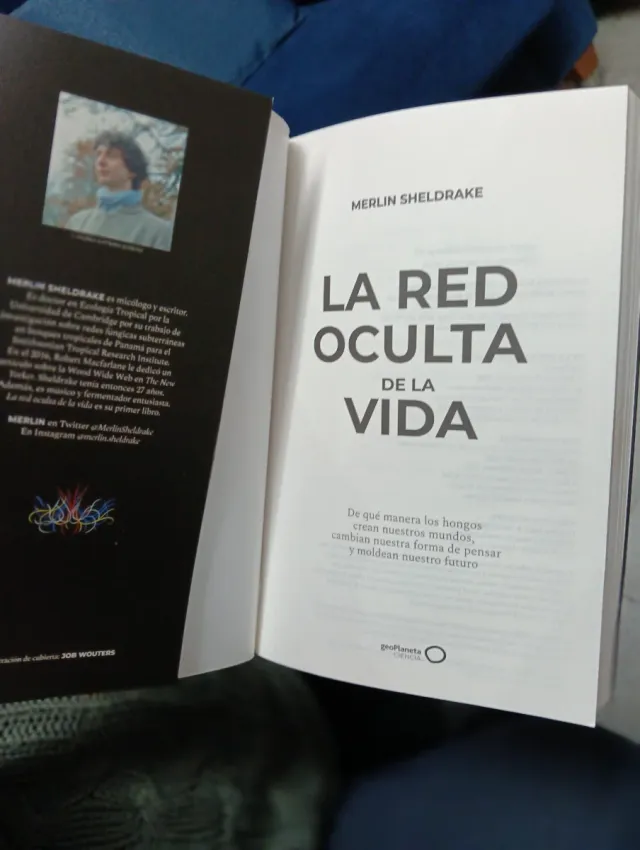 MERLIN SHELDRAKE es micólogo y escritor.
Es doctor en Ecología Tropical por la
Universidad de Cambridge por su trabajo de
investigación sobre redes fúngicas subterráneas
en bosques tropicales de Panamá para el
Smithsonian Tropical Research Institute.
En el 2016, Robert Macfarlane le dedicó un
sobre la Wood Wide Web en The New
Sheldrake tenía entonces 27 años.
Además, es músico y fermentador entusiasta.
La red oculta de la vida es su primer libro.
MERLIN en Twitter @MerlinSheldrake
En Instagram @merlin.sheldrake
de cubierta: JOB WOUTERS
MERLIN SHELDRAKE
LA RED
OCULTA
DE LA
VIDA
De qué manera los hongos
crean nuestros mundos,
cambian nuestra forma de pensar
y moldean nuestro futuro
geoPlaneta
CIENCIA